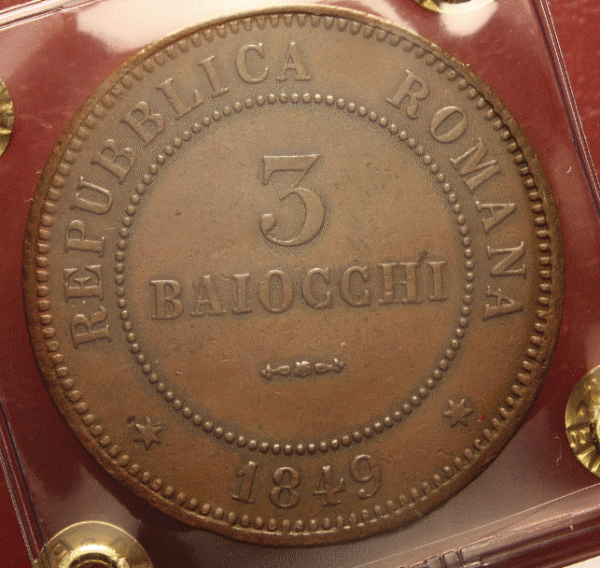 REPUBBLICA ROMANA
3
BAIOCCHI
1849